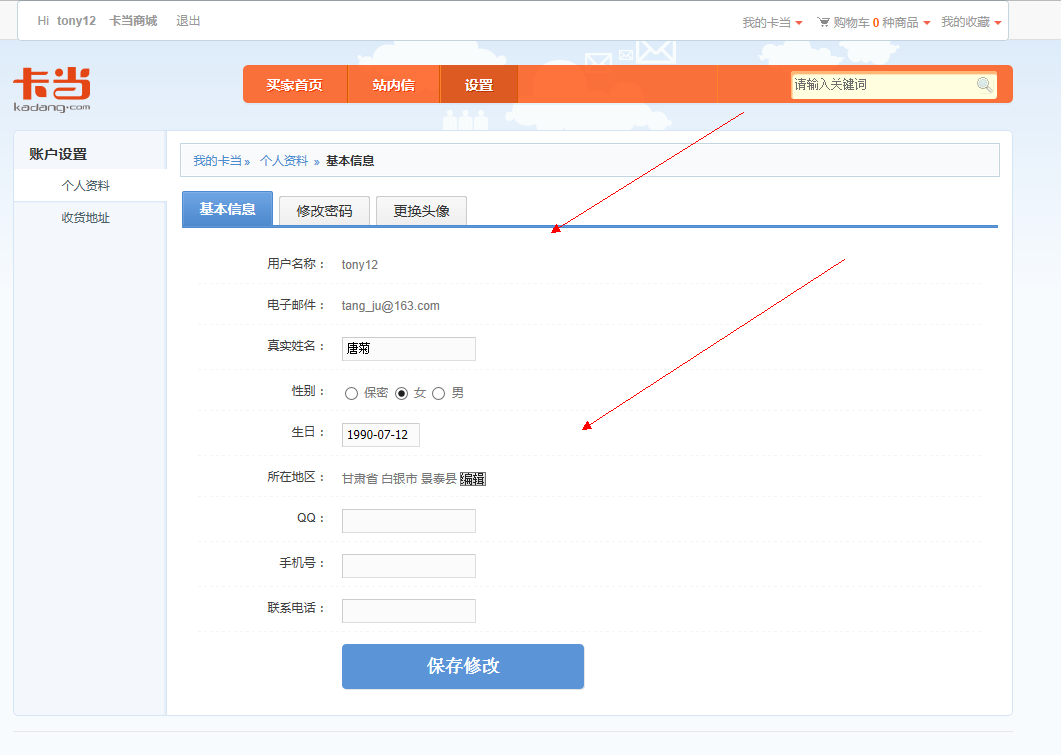 Hi tony12 卡当商城 退出 我的卡当 购物车 0 种商品 我的收藏
卡当
kadang.com
买家首页 站内信 设置 请输入关键词
账户设置
个人资料
收货地址
我的卡当» 个人资料 » 基本信息
基本信息 修改密码 更换头像
用户名称： tony12
电子邮件： tang_ju@163.com
真实姓名： 唐菊
性别： 保密 女 男
生日： 1990-07-12
所在地区： 甘肃省 白银市 景泰县 编辑
QQ：
手机号：
联系电话：
保存修改